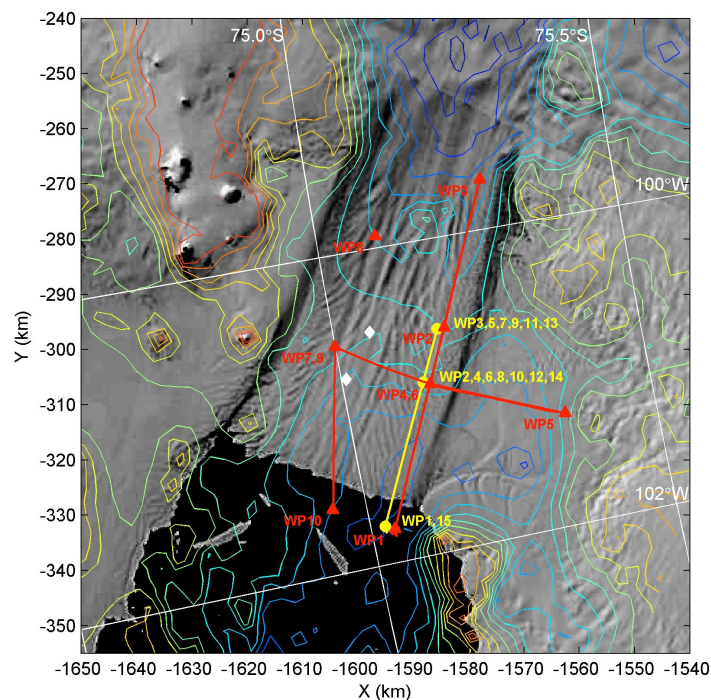 75.0°S
75.5°S
100°W
102°W
WP3
WP8
WP2
WP3,5,7,9,11,13
WP7,9
WP2,4,6,8,10,12,14
WP4,6
WP5
WP10
WP1,15
WP1
-240
-250
-260
-270
-280
-290
-300
-310
-320
-330
-340
-350
Y (km)
-1650 -1640 -1630 -1620 -1610 -1600 -1590 -1580 -1570 -1560 -1550 -1540
X (km)